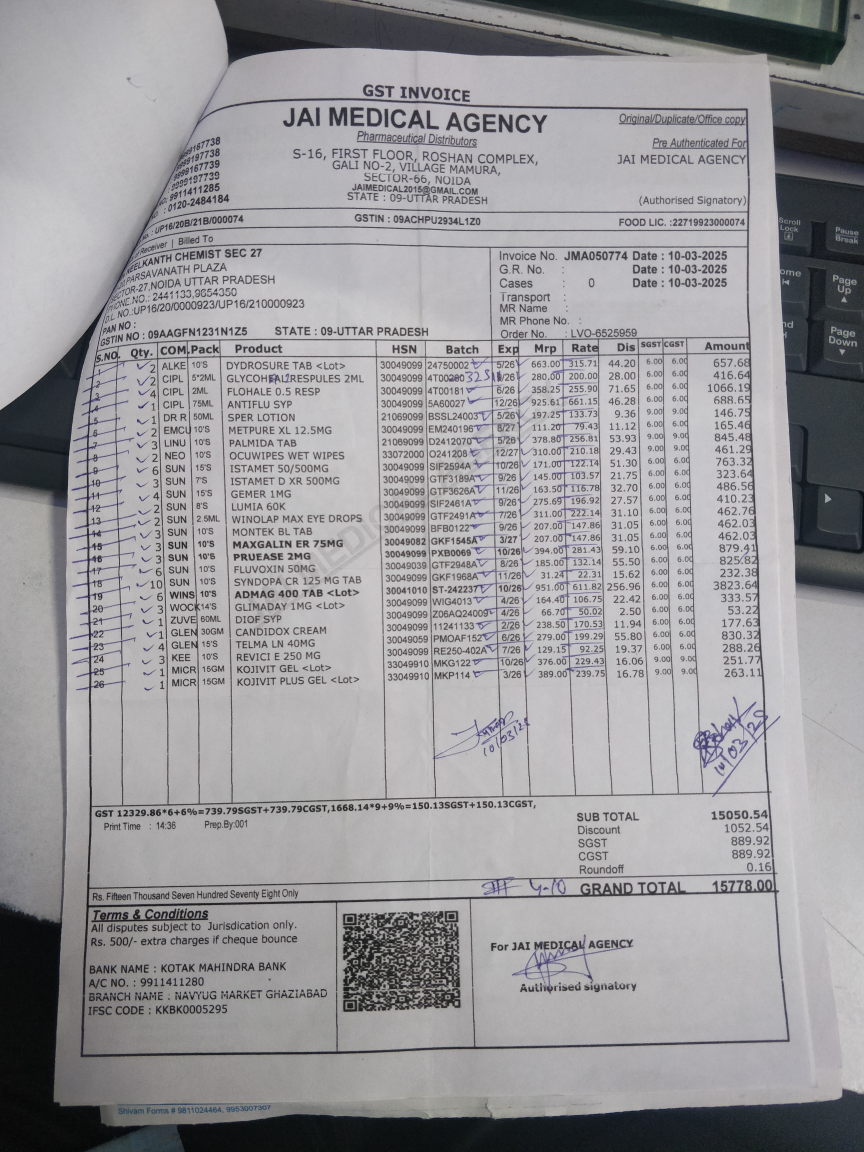 GST INVOICE
JAI MEDICAL AGENCY
Pharmaceutical Distributors
S-16, FIRST FLOOR, ROSHAN COMPLEX,
GALI NO-2, VILLAGE MAMURA,
SECTOR-66, NOIDA
JAIMEDICAL2015@GMAIL.COM
STATE : 09-UTTAR PRADESH
Original/Duplicate/Office copy
Pre Authenticated For
JAI MEDICAL AGENCY
(Authorised Signatory)
9911411285
0120-2484184
UP16/20B/21B/000074
GSTIN : 09ACHPU2934L1Z0
FOOD LIC. :22719923000074
Receiver | Billed To
CHEMIST SEC 27
PARSAVANATH PLAZA
SECTOR-27,NOIDA UTTAR PRADESH
NO.: 2441133,9654350
D.L.NO.:UP16/20/0000923/UP16/210000923
PAN NO :
GSTIN NO : 09AAGFN1231N1Z5 STATE : 09-UTTAR PRADESH
Invoice No. JMA050774 Date : 10-03-2025
G.R. No. : Date : 10-03-2025
Cases : 0 Date : 10-03-2025
Transport :
MR Name :
MR Phone No. :
Order No. : LVO-6525959
S.NO. Qty. COM. Pack Product HSN Batch Exp Mrp Rate Dis SGST CGST Amount
2 ALKE 10'S DYDROSURE TAB <Lot> 30049099 24750002 5/26 663.00 315.71 44.20 6.00 6.00 657.68
2 CIPL 5*2ML RESPULES 2ML 30049099 /26 280.00 200.00 28.00 6.00 6.00 416.64
4 CIPL 2ML FLOHALE 0.5 RESP 30049099 4T00181 6/26 358.25 255.90 71.65 6.00 6.00 1066.19
1 CIPL 75ML ANTIFLU SYP 30049099 5A60027 12/26 925.61 661.15 46.28 6.00 6.00 688.65
1 DR R 50ML SPER LOTION 21069099 BSSL24003 5/26 197.25 133.73 9.36 9.00 9.00 146.75
2 EMCU 10'S METPURE XL 12.5MG 30049099 EM240196 8/27 111.20 79.43 11.12 6.00 6.00 165.46
3 LINU 10'S PALMIDA TAB 21069099 D2412070 5/26 378.80 256.81 53.93 9.00 9.00 845.48
2 NEO 10'S OCUWIPES WET WIPES 33072000 O241208 12/27 310.00 210.18 29.43 9.00 9.00 461.29
9 6 SUN 15'S ISTAMET 50/500MG 30049099 SIF2594A 10/26 171.00 122.14 51.30 6.00 6.00 763.32
10 3 SUN 7'S ISTAMET D XR 500MG 30049099 GTF3189A 9/26 145.00 103.57 21.75 6.00 6.00 323.64
11 4 SUN 15'S GEMER 1MG 30049099 GTF3626A 11/26 163.50 116.78 32.70 6.00 6.00 486.56
12 2 SUN 8'S LUMIA 60K 30049099 SIF2461A 9/26 275.69 196.92 27.57 6.00 6.00 410.23
13 2 SUN 2.5ML WINOLAP MAX EYE DROPS 30049099 GTF2491A 7/26 311.00 222.14 31.10 6.00 6.00 462.76
14 3 SUN 10'S MONTEK BL TAB 30049099 BFB0122 9/26 207.00 147.86 31.05 6.00 6.00 462.03
15 3 SUN 10'S MAXGALIN ER 75MG 30049082 GKF1545A 3/27 207.00 147.86 31.05 6.00 6.00 462.03
16 3 SUN 10'S PRUEASE 2MG 30049099 PXB0069 10/26 394.00 281.43 59.10 6.00 6.00 879.41
17 6 SUN 10'S FLUVOXIN 50MG 30049039 GTF2948A 8/26 185.00 132.14 55.50 6.00 6.00 825.82
18 10 SUN 10'S SYNDOPA CR 125 MG TAB 30049099 GKF1968A 11/26 31.24 22.31 15.62 6.00 6.00 232.38
19 6 WINS 10'S ADMAG 400 TAB <Lot> 30041010 ST-242237 10/26 951.00 611.82 256.96 6.00 6.00 3823.64
20 3 WOCK 14'S GLIMADAY 1MG <Lot> 30049099 WIG4013 4/26 164.40 106.75 22.42 6.00 6.00 333.57
21 1 ZUVE 60ML DIOF SYP 30049099 Z06AQ24009 4/26 66.70 50.02 2.50 6.00 6.00 53.22
22 1 GLEN 30GM CANDIDOX CREAM 30049099 11241133 2/26 238.50 170.53 11.94 6.00 6.00 177.63
23 4 GLEN 15'S TELMA LN 40MG 30049059 PMOAF152 6/26 279.00 199.29 55.80 6.00 6.00 830.32
24 3 KEE 10'S REVICI E 250 MG 30049099 RE250-402A 7/26 129.15 92.25 19.37 6.00 6.00 288.26
25 1 MICR 15GM KOJIVIT GEL <Lot> 33049910 MKG122 10/26 376.00 229.43 16.06 9.00 9.00 251.77
26 1 MICR 15GM KOJIVIT PLUS GEL <Lot> 33049910 MKP114 3/26 389.00 239.75 16.78 9.00 9.00 263.11
10/03/25
10/03/25
GST 12329.86*6+6%=739.79SGST+739.79CGST,1668.14*9+9%=150.13SGST+150.13CGST,
Print Time : 14:36 Prep.By:001
SUB TOTAL 15050.54
Discount 1052.54
SGST 889.92
CGST 889.92
Roundoff 0.16
Rs. Fifteen Thousand Seven Hundred Seventy Eight Only
GRAND TOTAL 15778.00
Terms & Conditions
All disputes subject to Jurisdication only.
Rs. 500/- extra charges if cheque bounce
BANK NAME : KOTAK MAHINDRA BANK
A/C NO. : 9911411280
BRANCH NAME : NAVYUG MARKET GHAZIABAD
IFSC CODE : KKBK0005295
For JAI MEDICAL AGENCY
Authorised signatory
Shivam Forms # 9811024464, 9953007307
Scroll Lock
Pause Break
Page Up
Page Down